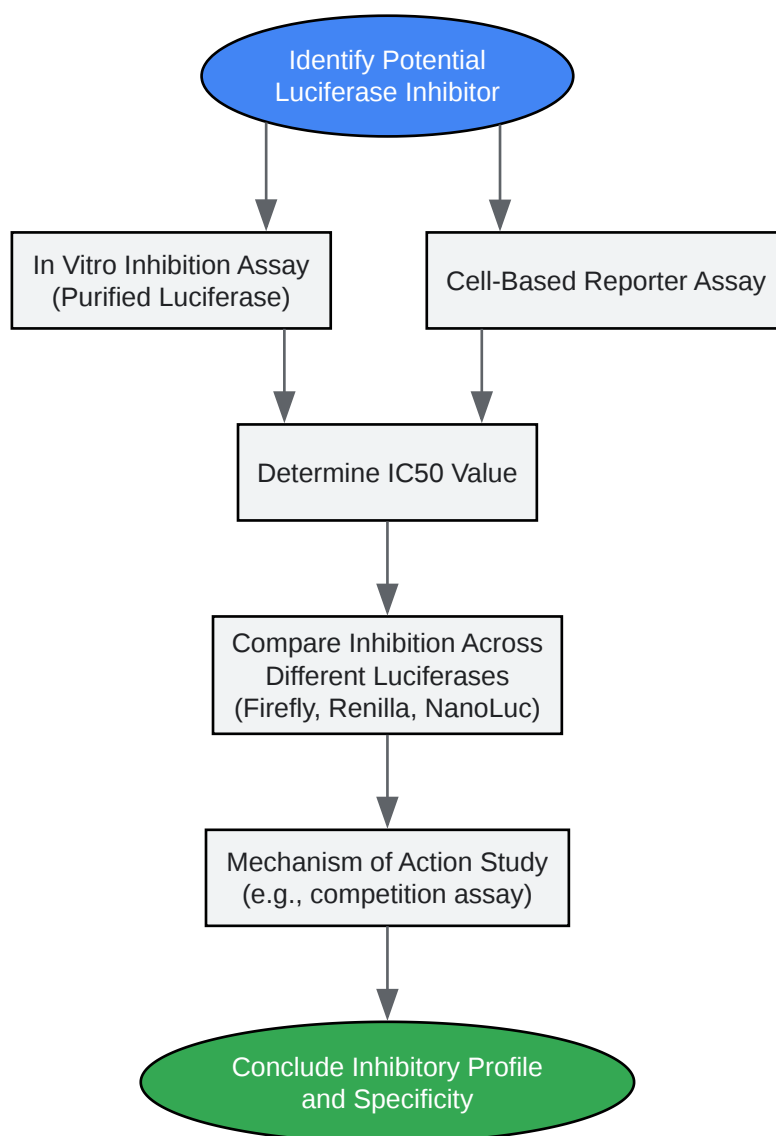 Identify Potential
Luciferase Inhibitor
In Vitro Inhibition Assay
(Purified Luciferase)
Cell-Based Reporter Assay
Determine IC50 Value
Compare Inhibition Across
Different Luciferases
(Firefly, Renilla, NanoLuc)
Mechanism of Action Study
(e.g., competition assay)
Conclude Inhibitory Profile
and Specificity